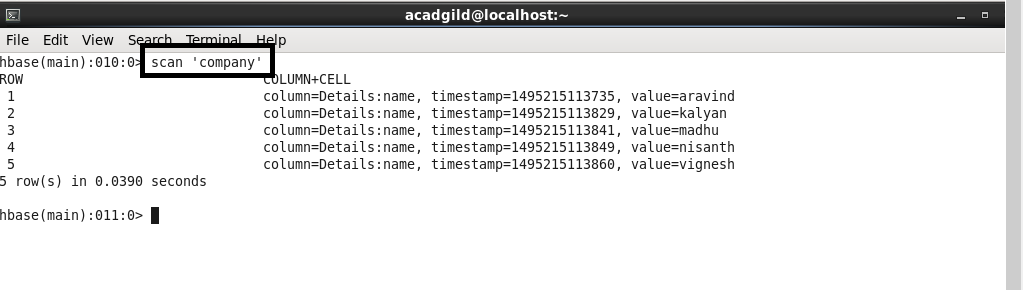 acadgild@localhost:~
File Edit View Search Terminal Help
hbase(main):010:0> scan 'company'
ROW COLUMN+CELL
1 column=Details:name, timestamp=1495215113735, value=aravind
2 column=Details:name, timestamp=1495215113829, value=kalyan
3 column=Details:name, timestamp=1495215113841, value=madhu
4 column=Details:name, timestamp=1495215113849, value=nisanth
5 column=Details:name, timestamp=1495215113860, value=vignesh
5 row(s) in 0.0390 seconds
hbase(main):011:0>